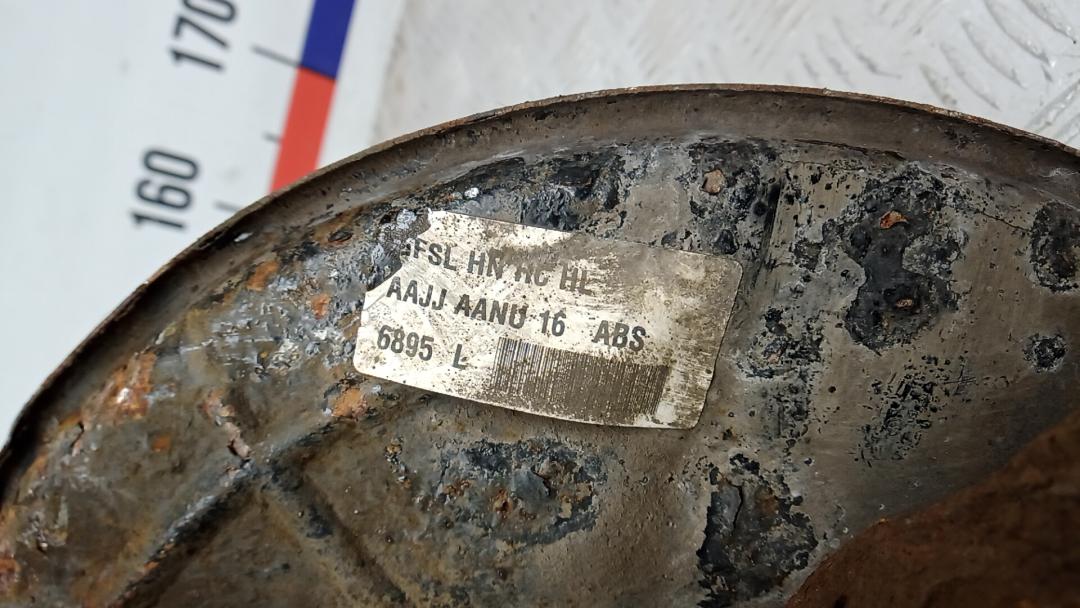 170
160
FSL HN HC HL
AAJJ AANU 16 ABS
6895 L